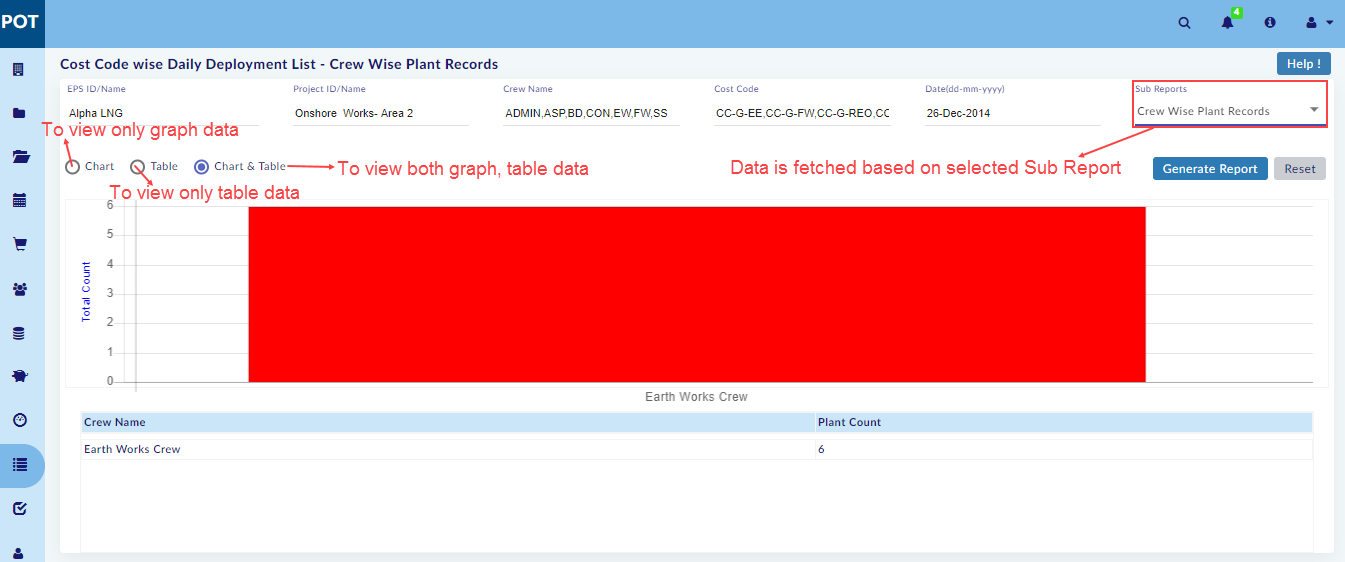 POT
4
Cost Code wise Daily Deployment List - Crew Wise Plant Records
Help !
EPS ID/Name
Project ID/Name
Crew Name
Cost Code
Date(dd-mm-yyyy)
Sub Reports
Alpha LNG
Onshore Works- Area 2
ADMIN,ASP,BD,CON,EW,FW,SS
CC-G-EE,CC-G-FW,CC-G-REO,CC
26-Dec-2014
Crew Wise Plant Records
To view only graph data
Chart
Table
Chart & Table
To view both graph, table data
Data is fetched based on selected Sub Report
Generate Report
Reset
To view only table data
6
5
4
3
2
1
0
Total Count
Earth Works Crew
Crew Name
Plant Count
Earth Works Crew
6